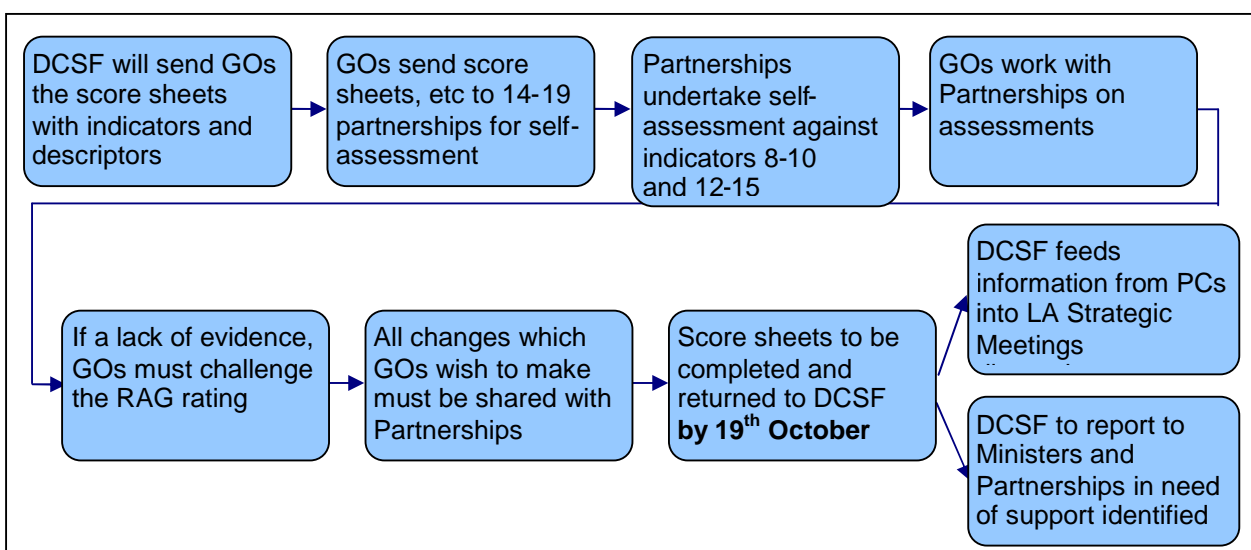 DCSF will send GOs
the score sheets
with indicators and
descriptors
GOs send score
sheets, etc to 14-19
partnerships for self-
assessment
Partnerships
undertake self-
assessment against
indicators 8-10
and 12-15
GOs work with
Partnerships on
assessments
If a lack of evidence,
GOs must challenge
the RAG rating
All changes which
GOs wish to make
must be shared with
Partnerships
Score sheets to be
completed and
returned to DCSF
by 19th October
DCSF feeds
information from PCs
into LA Strategic
Meetings
DCSF to report to
Ministers and
Partnerships in need
of support identified